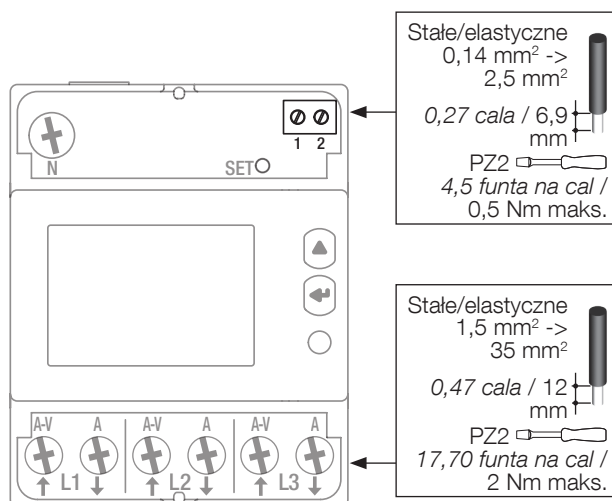 Stałe/elastyczne
0,14 mm² ->
2,5 mm²
0,27 cala / 6,9
mm
PZ2
4,5 funta na cal /
0,5 Nm maks.
1 2
N
SET
Stałe/elastyczne
1,5 mm² ->
35 mm²
0,47 cala / 12
mm
PZ2
17,70 funta na cal /
2 Nm maks.
A-V A A-V A A-V A
L1 L2 L3